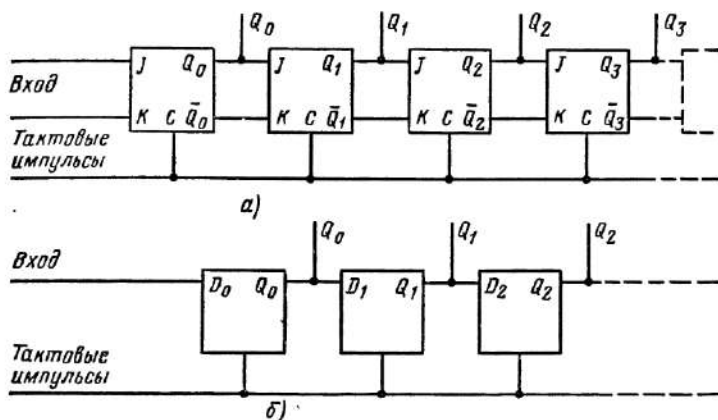 Q₀ Q₁ Q₂ Q₃
J Q₀ J Q₁ J Q₂ J Q₃
Вход
K C Q̄₀ K C Q̄₁ K C Q̄₂ K C Q̄₃
Тактовые
импульсы
а)
Q₀ Q₁ Q₂
Вход
D₀ Q₀ D₁ Q₁ D₂ Q₂
Тактовые
импульсы
б)